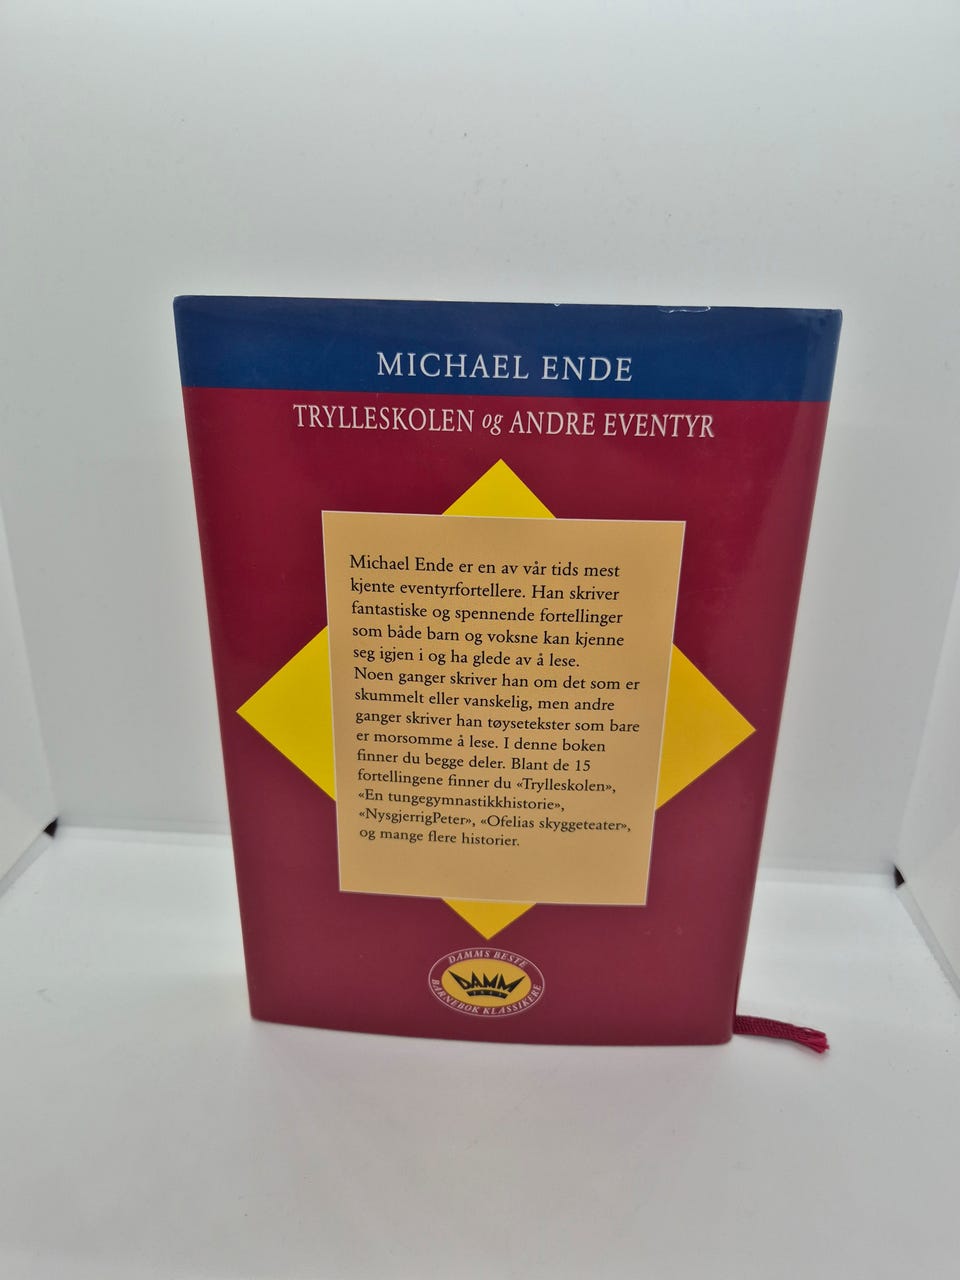 MICHAEL ENDE
TRYLLESKOLEN og ANDRE EVENTYR
Michael Ende er en av vår tids mest
kjente eventyrfortellere. Han skriver
fantastiske og spennende fortellinger
som både barn og voksne kan kjenne
seg igjen i og ha glede av å lese.
Noen ganger skriver han om det som er
skummelt eller vanskelig, men andre
ganger skriver han tøysetekster som bare
er morsomme å lese. I denne boken
finner du begge deler. Blant de 15
fortellingene finner du «Trylleskolen»,
«En tungegymnastikkhistorie»,
«NysgjerrigPeter», «Ofelias skyggeteater»,
og mange flere historier.
DAMMS BESTE
DAMM
1843
BARNEBOK KLASSIKERE